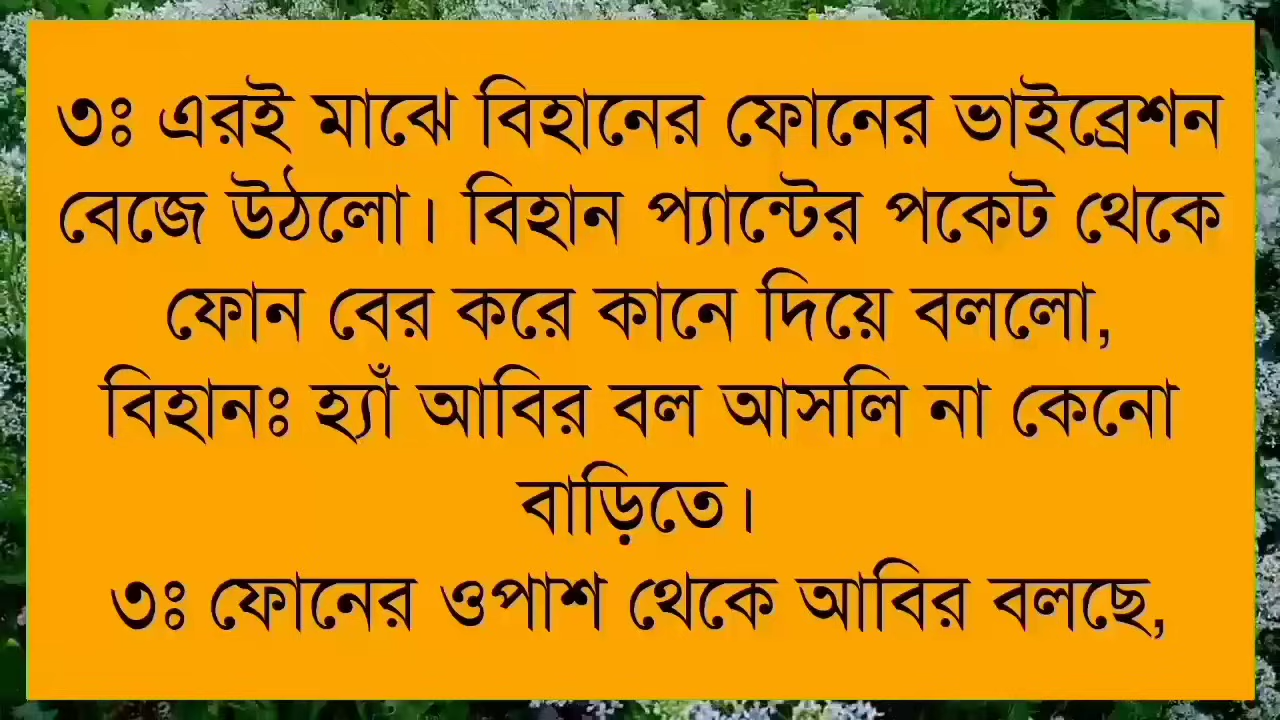 ৩ঃ এরই মাঝে বিহানের ফোনের ভাইব্রেশন
বেজে উঠলো। বিহান প্যান্টের পকেট থেকে
ফোন বের করে কানে দিয়ে বললো,
বিহানঃ হ্যাঁ আবির বল আসলি না কেনো
বাড়িতে।
৩ঃ ফোনের ওপাশ থেকে আবির বলছে,